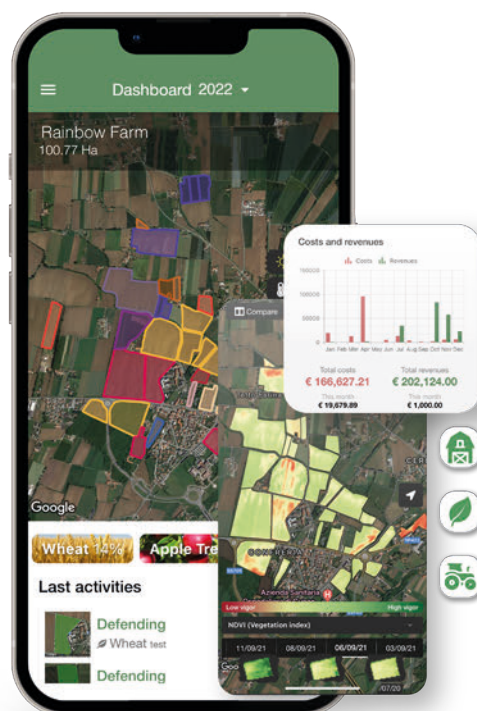 Dashboard 2022
Rainbow Farm
100.77 Ha
Google
Wheat 14%
Apple Tre
Last activities
Defending
Wheat test
Defending
Costs and revenues
Costs
Revenues
Jan Feb Mar Apr May Jun Jul Aug Sep Oct Nov Dec
Total costs
Total revenues
€ 166,627.21
€ 202,124.00
This month
This month
€ 19,679.89
€ 1,000.00
Compare
Azienda Sanitaria
H
Low vigor
High vigor
NDVI (Vegetation index)
11/09/21
08/09/21
06/09/21
03/09/21
Goo
/07/20